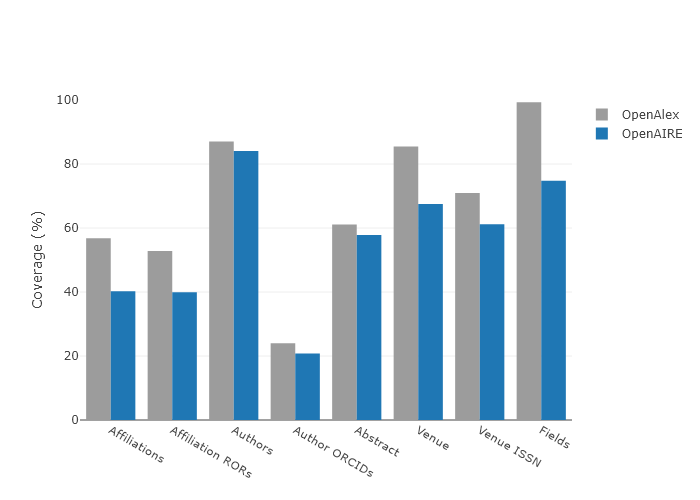 OpenAlex
OpenAIRE
Coverage (%)
100
80
60
40
20
0
Affiliations
Affiliation RORs
Authors
Author ORCIDs
Abstract
Venue
Venue ISSN
Fields